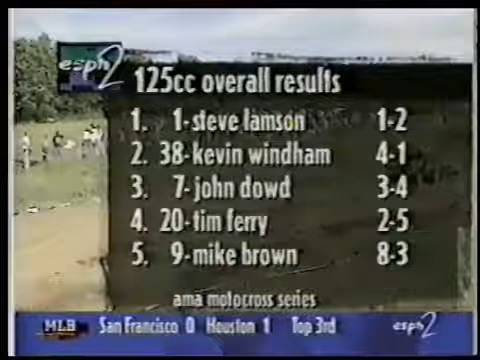 espn2
125cc overall results
1. 1-steve lamson 1-2
2. 38-kevin windham 4-1
3. 7-john dowd 3-4
4. 20-tim ferry 2-5
5. 9-mike brown 8-3
ama motocross series
MLB San Francisco 0 Houston 1 Top 3rd espn2